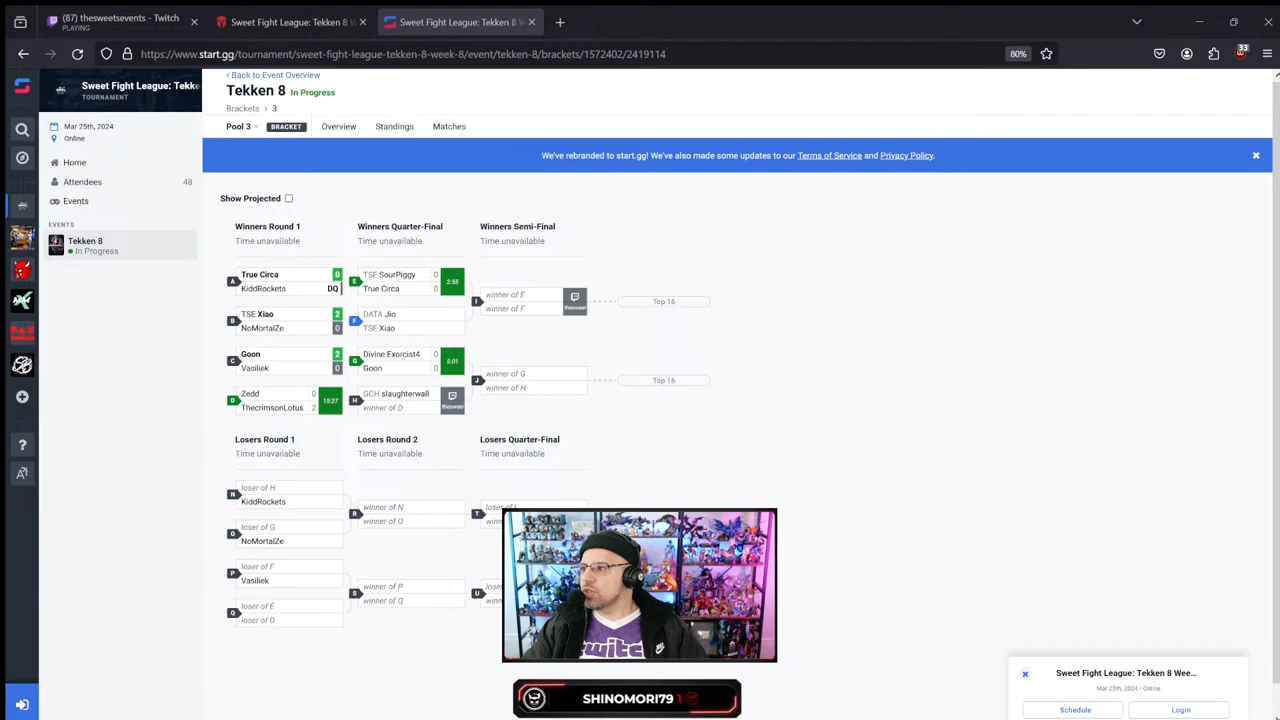 thesweetsevents - Twitch
PLAYING
Sweet Fight League: Tekken 8 W
Sweet Fight League: Tekken 8 W
https://www.start.gg/tournament/sweet-fight-league-tekken-8-week-8/event/tekken-8/brackets/1572402/2419114
80%
33
Sweet Fight League: Tekke
TOURNAMENT
Mar 25th, 2024
Online
Home
Attendees 48
Events
EVENTS
Tekken 8
In Progress
Back to Event Overview
Tekken 8 In Progress
Brackets > 3
Pool 3 BRACKET Overview Standings Matches
We've rebranded to start.gg! We've also made some updates to our Terms of Service and Privacy Policy.
Show Projected
Winners Round 1
Time unavailable
A
True Circa 0
KiddRockets DQ
B
TSE Xiao 2
NoMortalZe 0
C
Goon 2
Vasiliek 0
D
Zedd 0
ThecrimsonLotus 2
15:27
Winners Quarter-Final
Time unavailable
E
TSE SourPiggy 0
True Circa 0
2:55
F
DATA Jio
TSE Xiao
G
Divine Exorcist4 0
Goon 0
5:01
H
GCH slaughterwall
winner of D
Winners Semi-Final
Time unavailable
I
winner of E
winner of F
Top 16
J
winner of G
winner of H
Top 16
Losers Round 1
Time unavailable
N
loser of H
KiddRockets
O
loser of G
NoMortalZe
P
loser of F
Vasiliek
Q
loser of E
loser of D
Losers Round 2
Time unavailable
R
winner of N
winner of O
S
winner of P
winner of Q
Losers Quarter-Final
Time unavailable
T
loser of I
U
SHINOMORI79 1
Sweet Fight League: Tekken 8 Wee...
Mar 25th, 2024 • Online
Schedule
Login